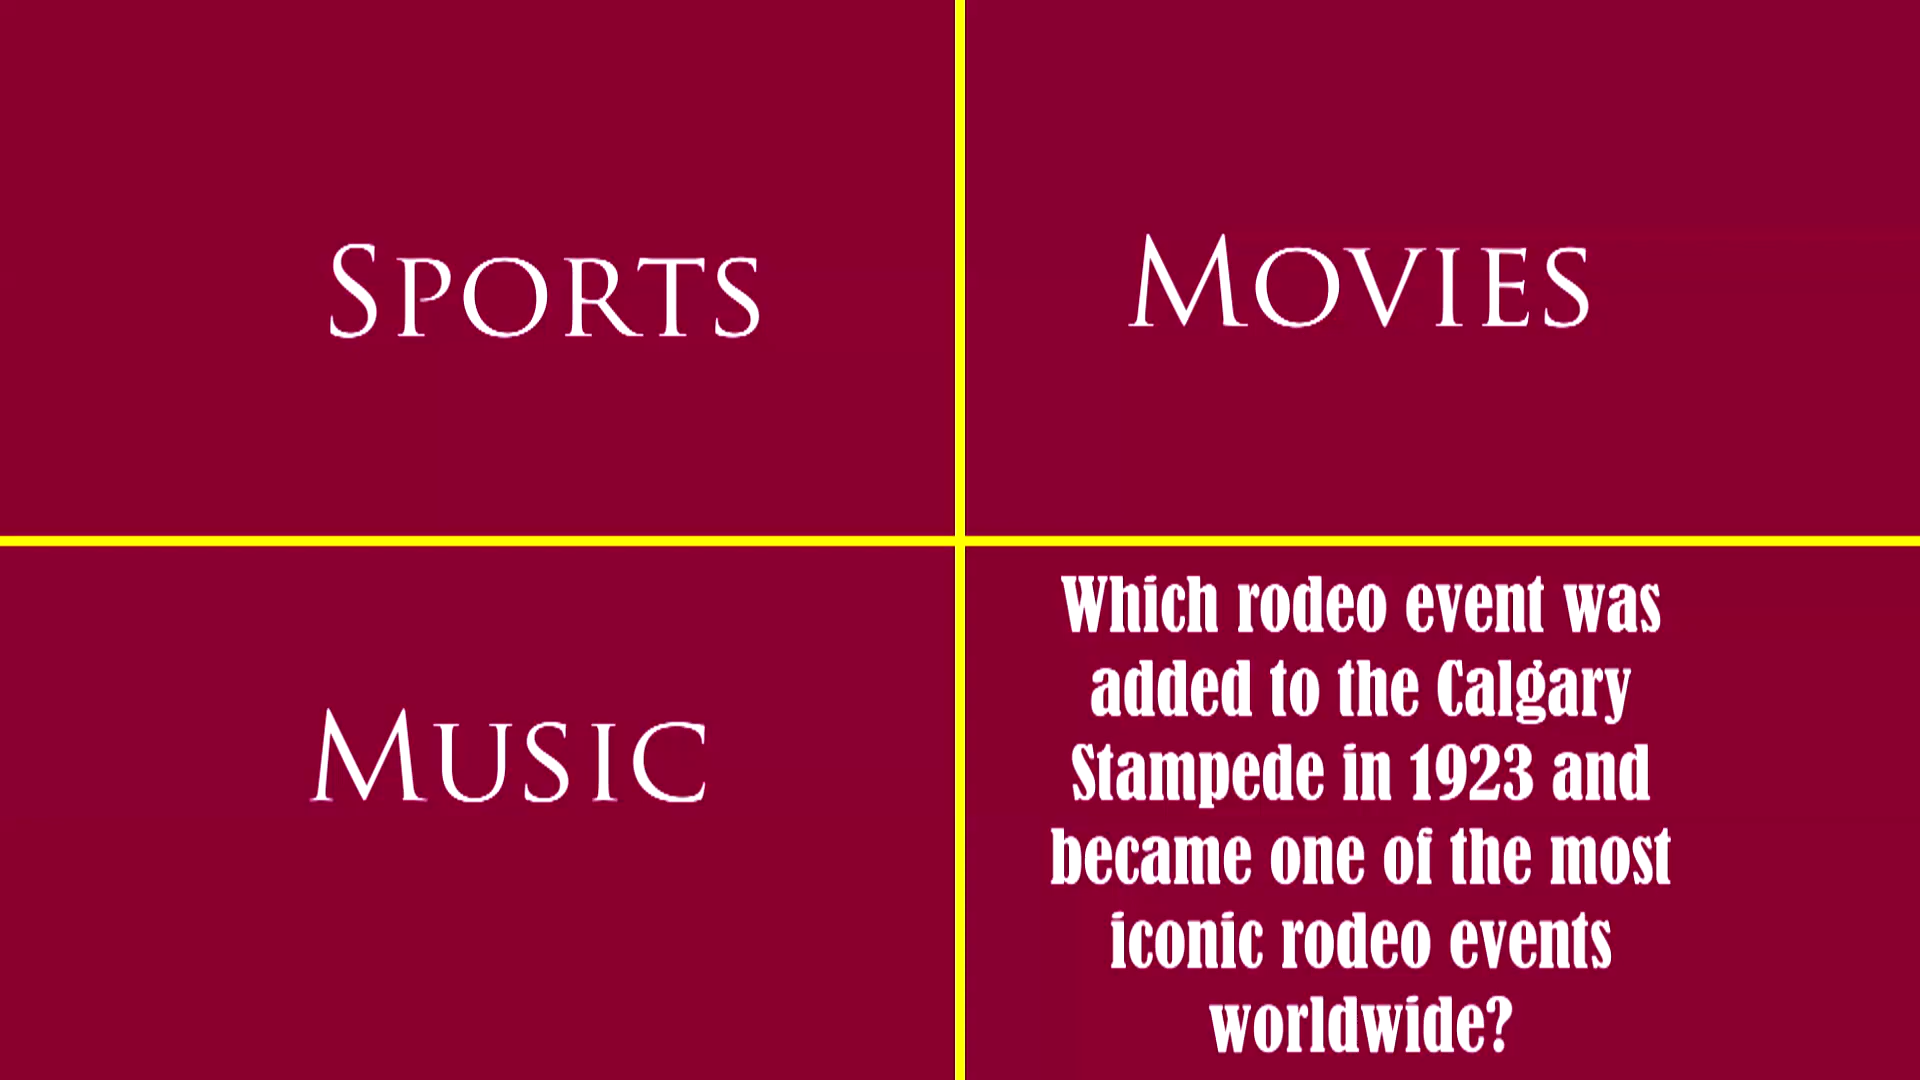 Sports
Movies
Music
Which rodeo event was
added to the Calgary
Stampede in 1923 and
became one of the most
iconic rodeo events
worldwide?